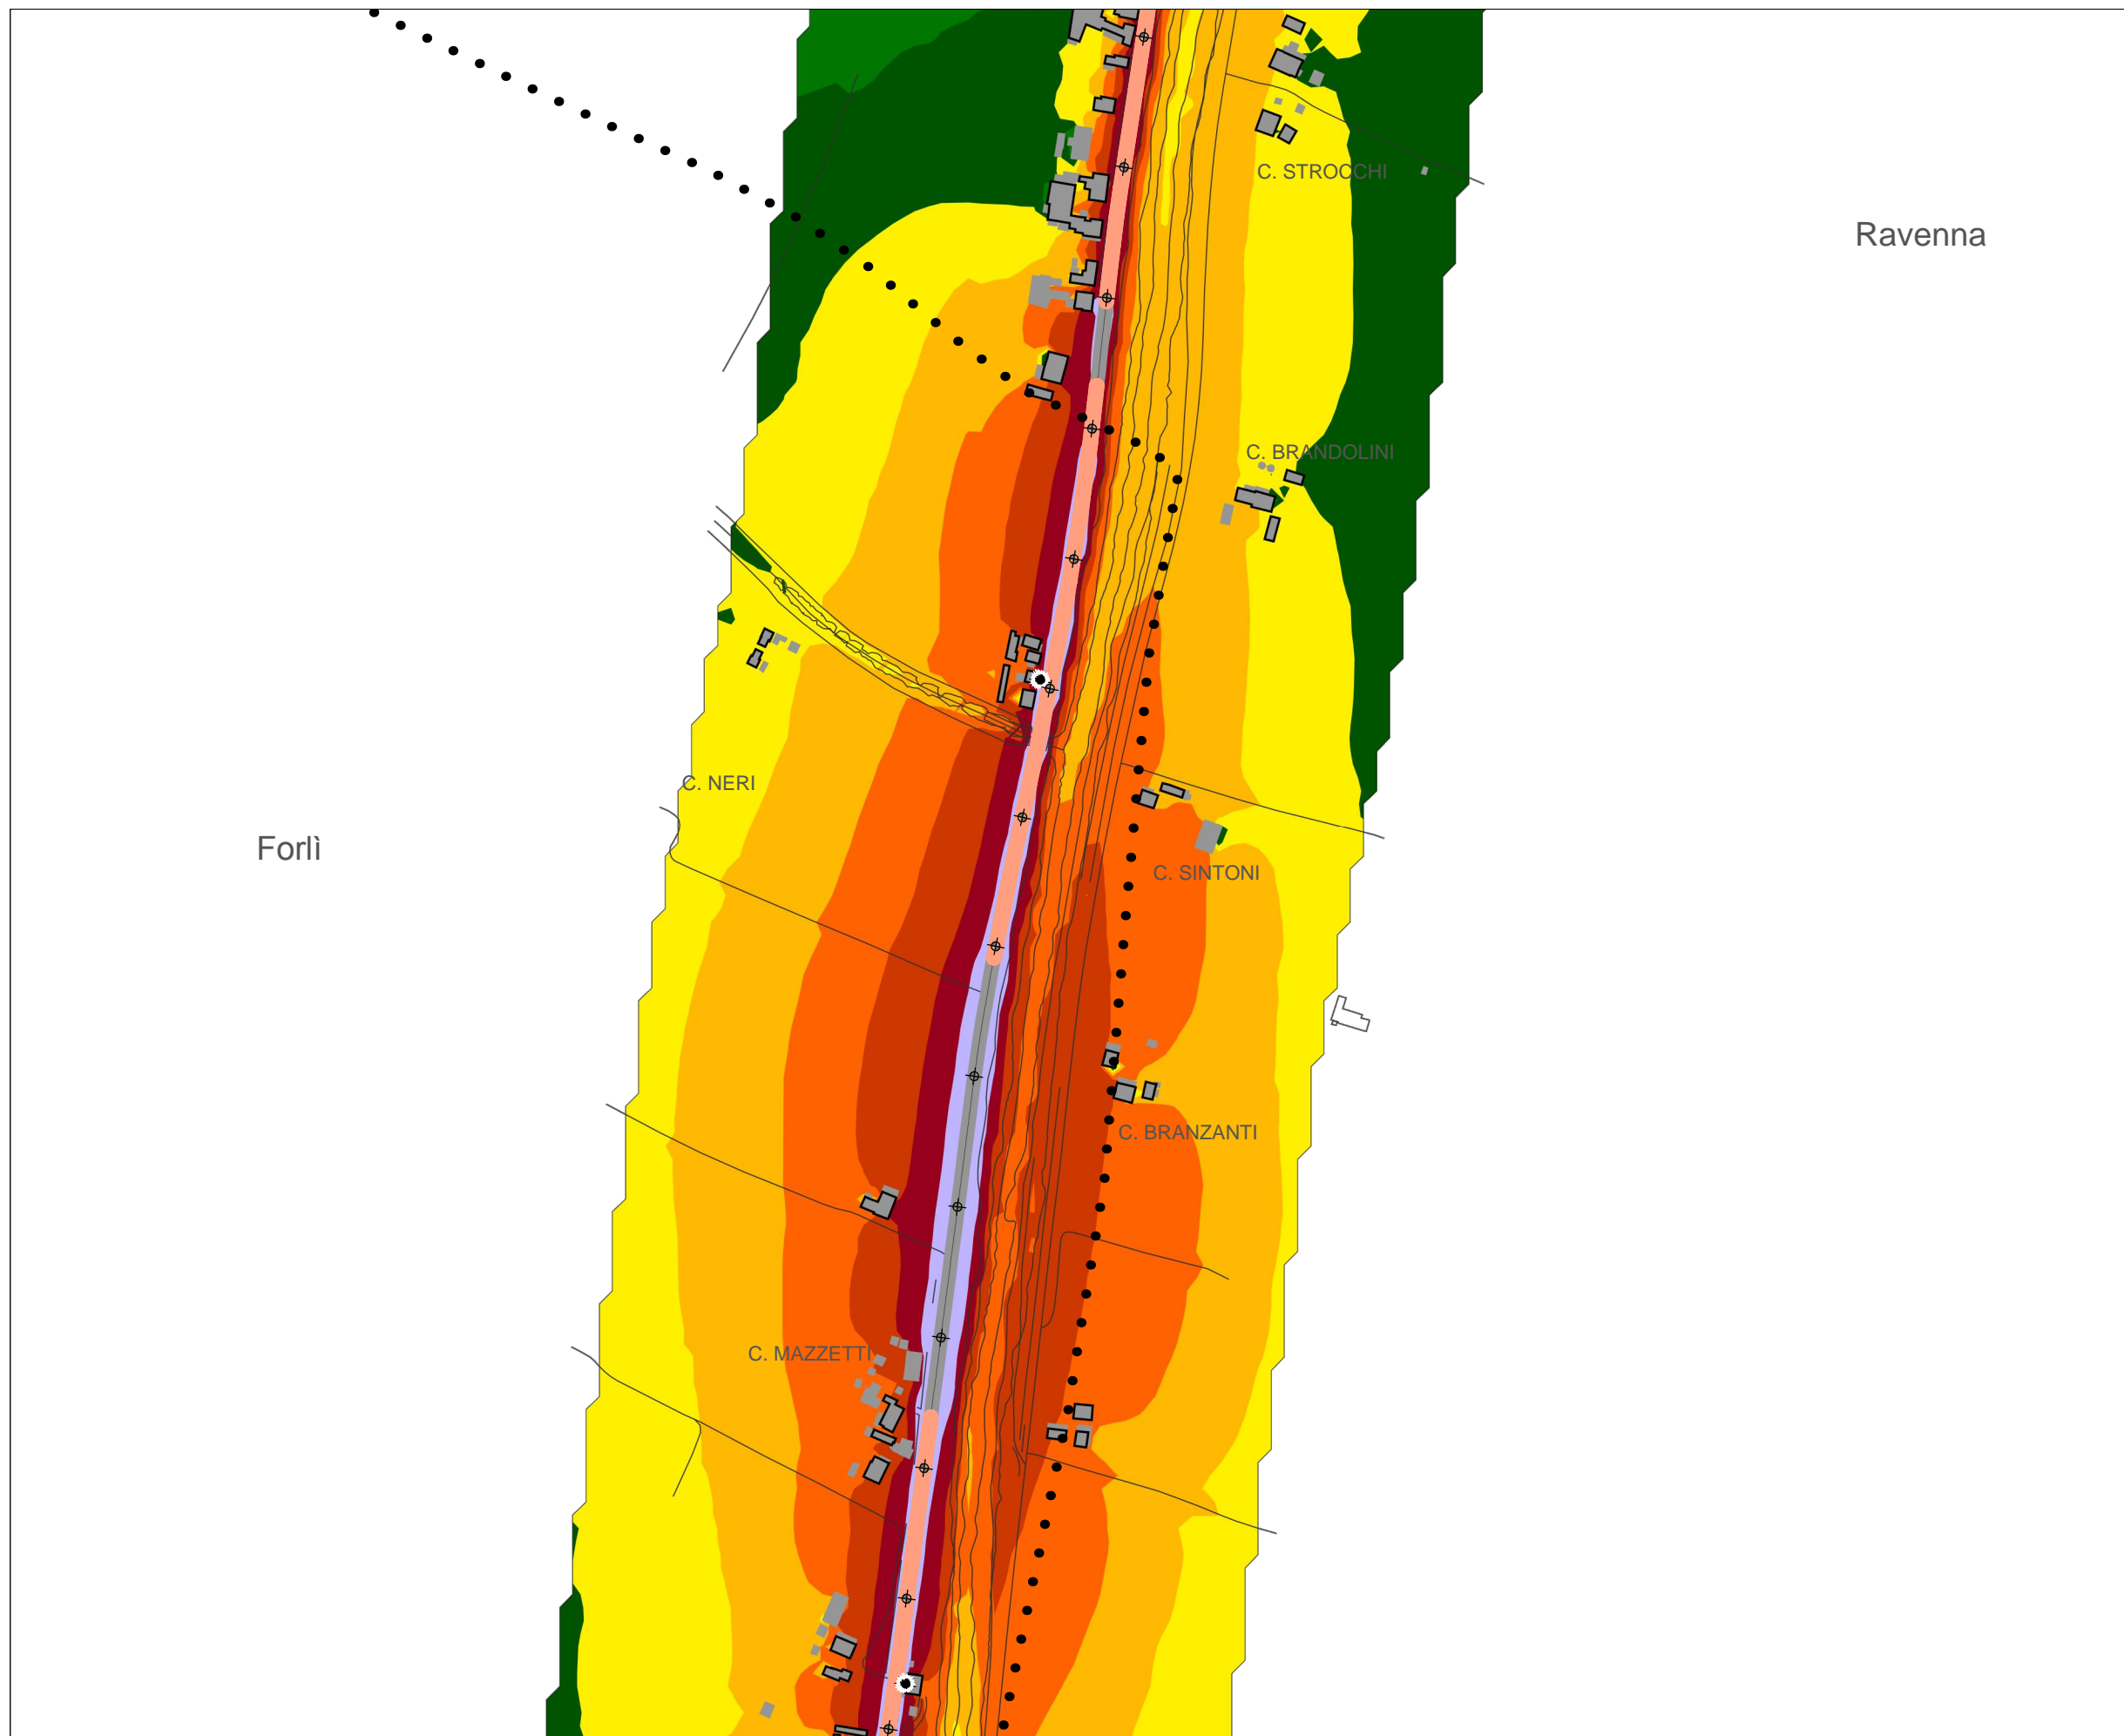 C. STROCCHI
Ravenna
C. BRANDOLINI
C. NERI
Forlì
C. SINTONI
C. BRANZANTI
C. MAZZETTI